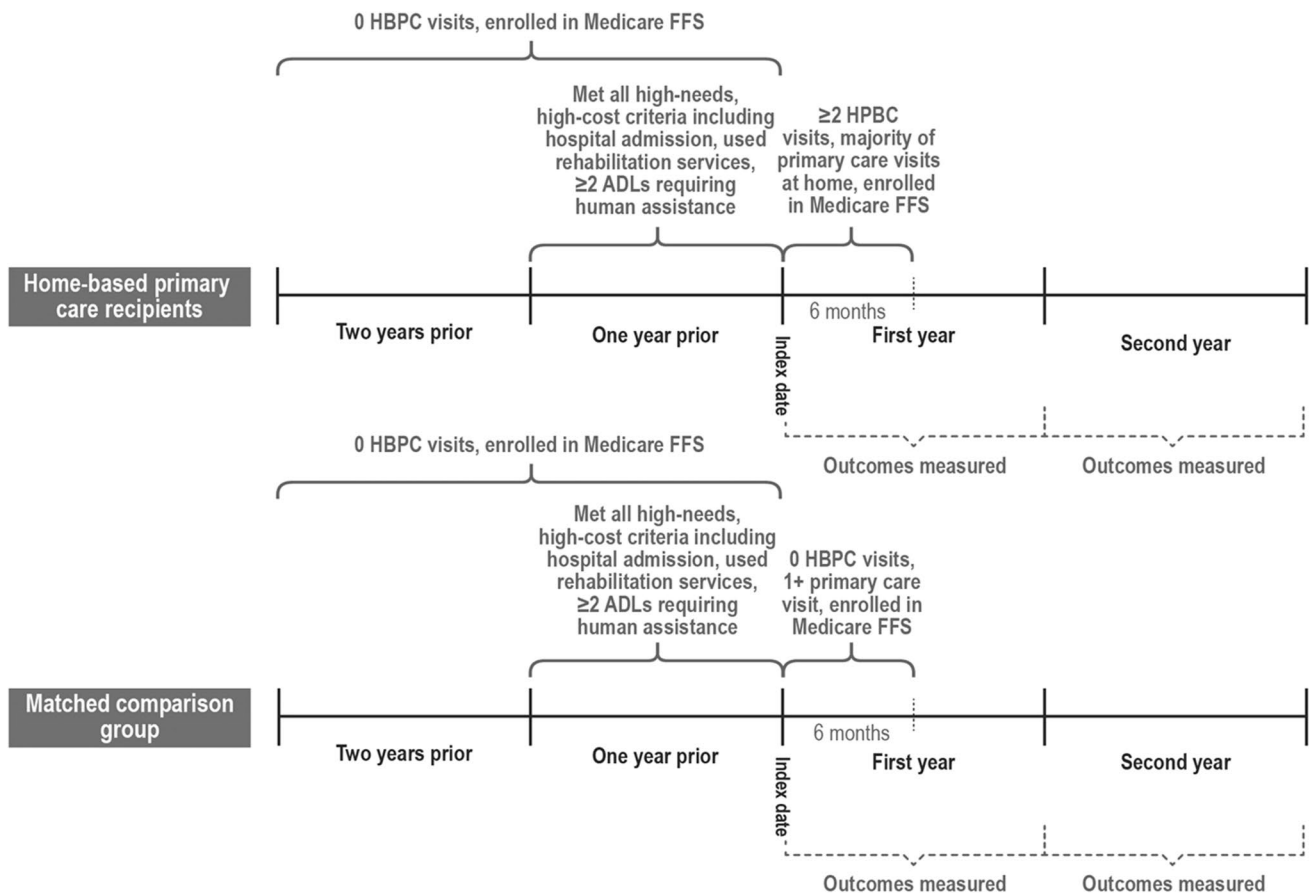 0 HBPC visits, enrolled in Medicare FFS
Met all high-needs,
high-cost criteria including
hospital admission, used
rehabilitation services,
≥2 ADLs requiring
human assistance
≥2 HPBC
visits, majority of
primary care visits
at home, enrolled
in Medicare FFS
Home-based primary
care recipients
Two years prior
One year prior
Index date
6 months
First year
Second year
Outcomes measured
Outcomes measured
0 HBPC visits, enrolled in Medicare FFS
Met all high-needs,
high-cost criteria including
hospital admission, used
rehabilitation services,
≥2 ADLs requiring
human assistance
0 HBPC visits,
1+ primary care
visit, enrolled in
Medicare FFS
Matched comparison
group
Two years prior
One year prior
Index date
6 months
First year
Second year
Outcomes measured
Outcomes measured